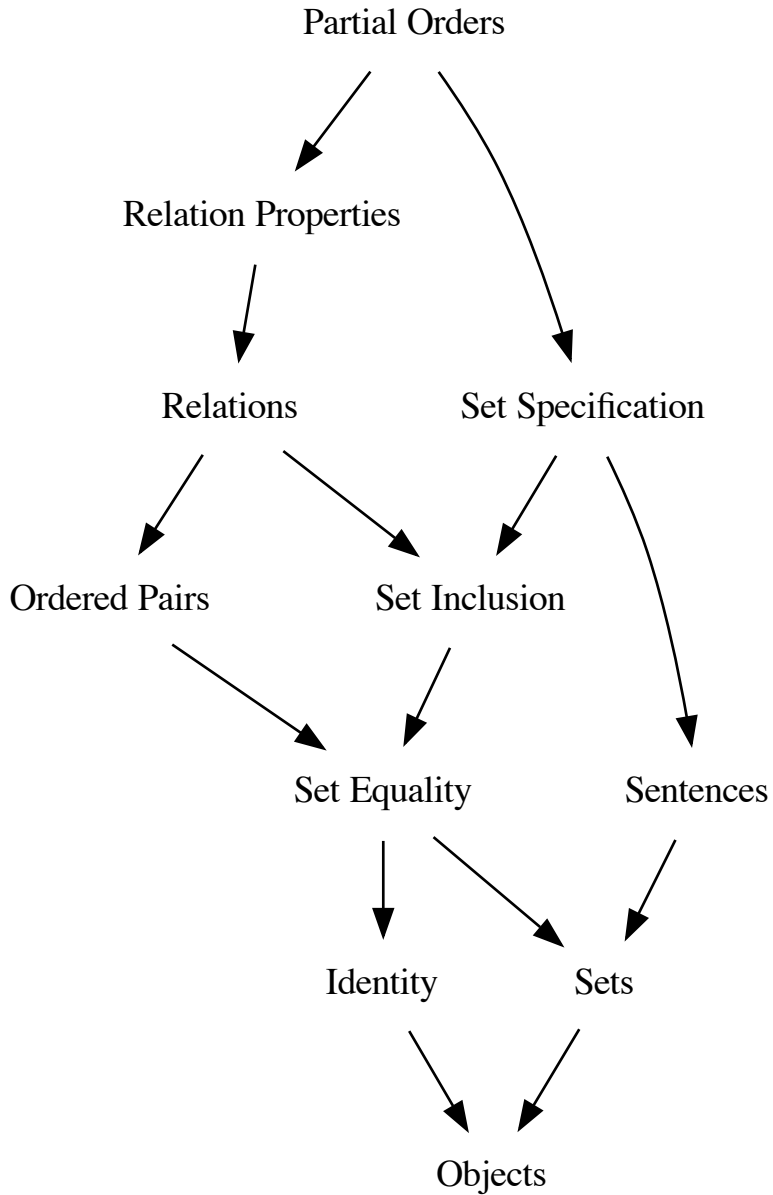 Partial Orders
Relation Properties
Relations
Set Specification
Ordered Pairs
Set Inclusion
Set Equality
Sentences
Identity
Sets
Objects